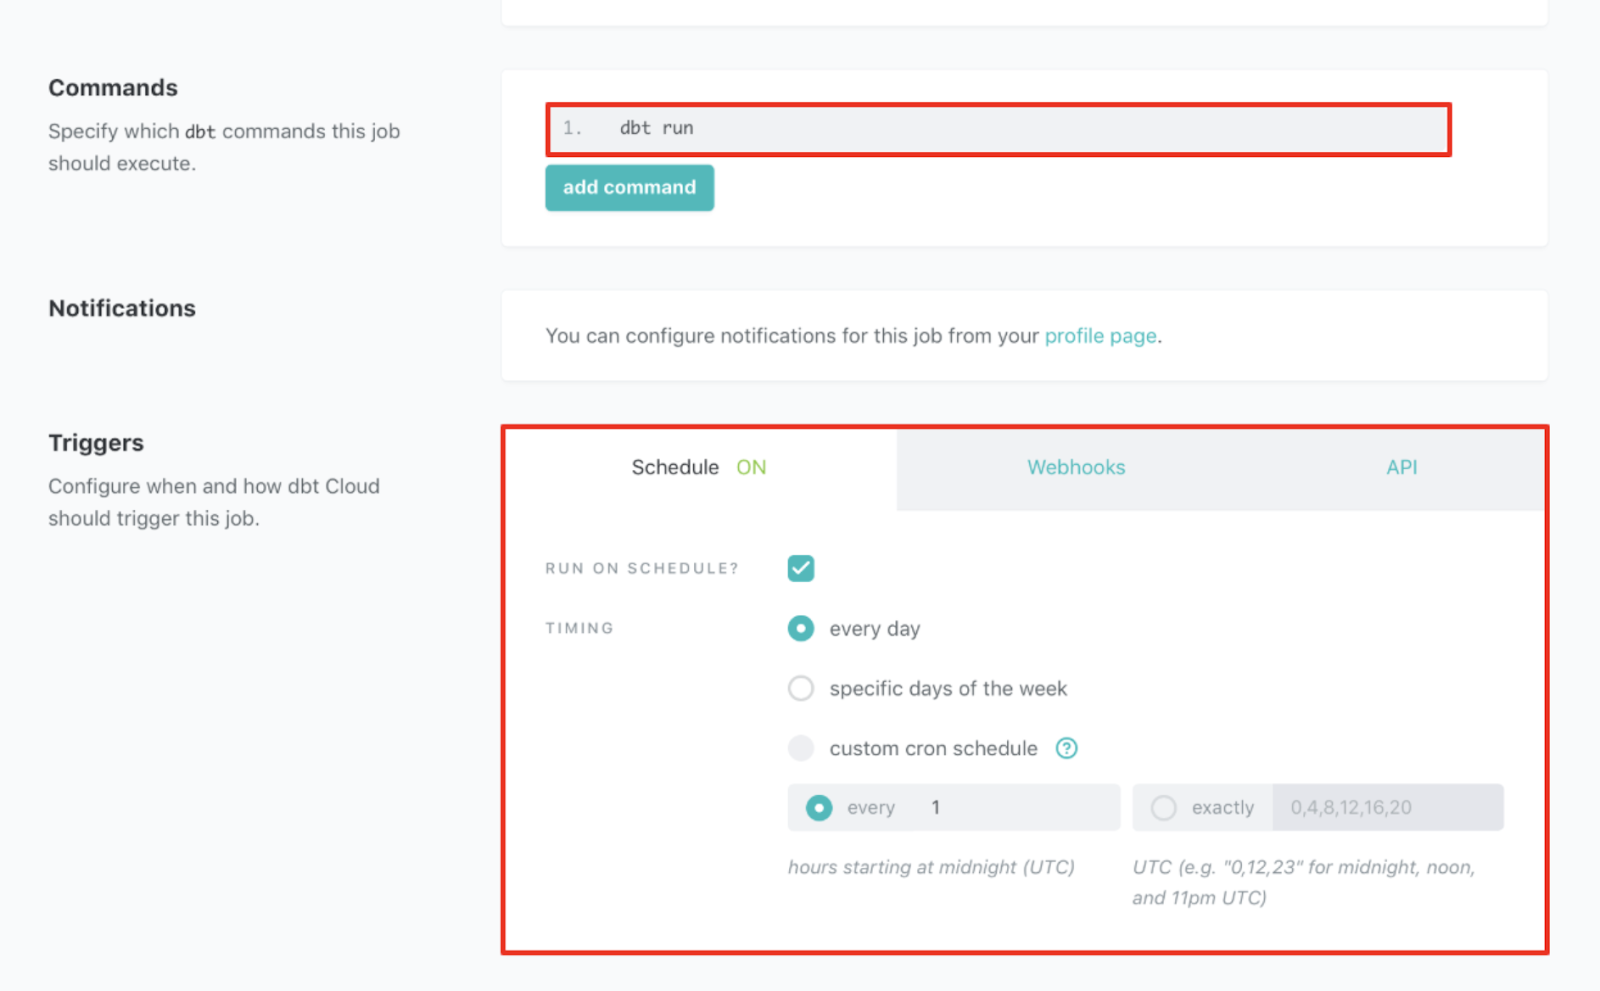 Commands
Specify which dbt commands this job
should execute.
1. dbt run
add command
Notifications
You can configure notifications for this job from your profile page.
Triggers
Configure when and how dbt Cloud
should trigger this job.
Schedule ON Webhooks API
RUN ON SCHEDULE?
TIMING
every day
specific days of the week
custom cron schedule ?
every 1 exactly 0,4,8,12,16,20
hours starting at midnight (UTC)
UTC (e.g. "0,12,23" for midnight, noon,
and 11pm UTC)